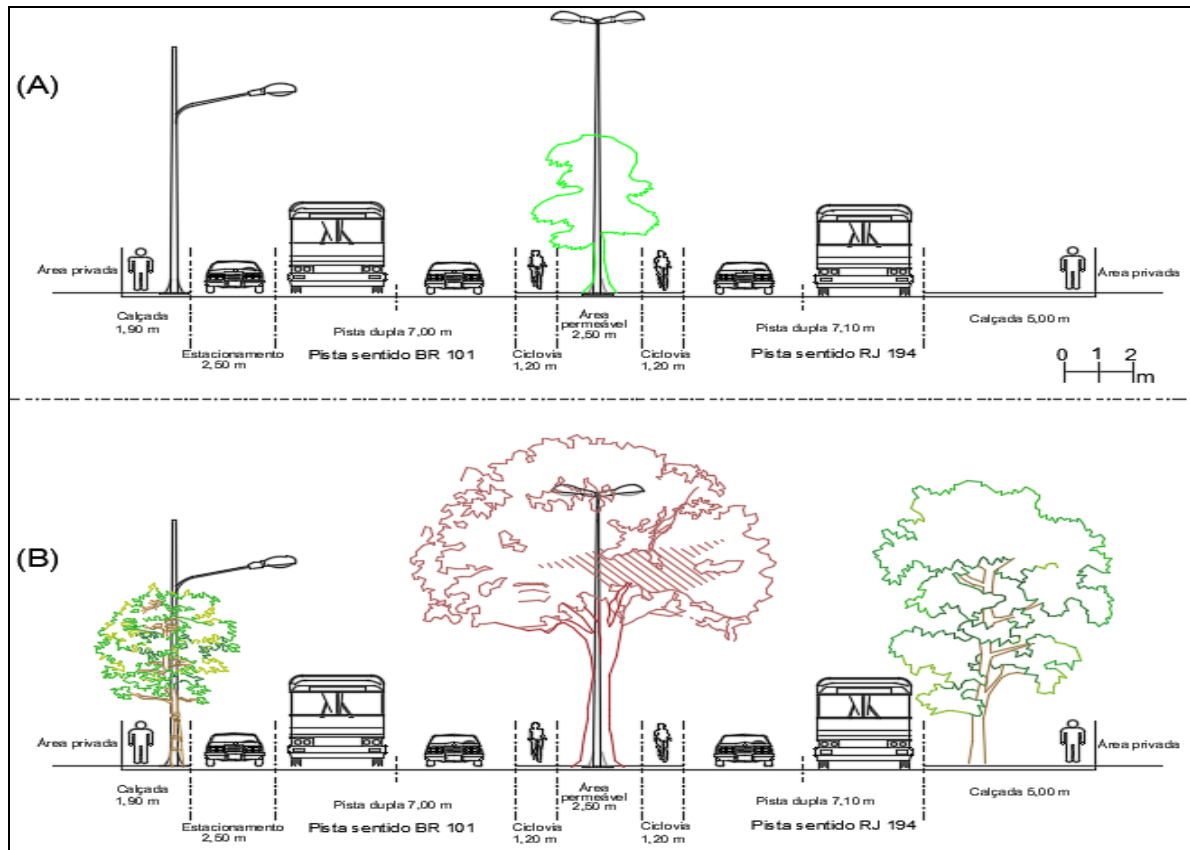 (A)
Área privada
Área privada
Calçada
1,90 m
Estacionamento
2,50 m
Pista dupla 7,00 m
Pista sentido BR 101
Ciclovia
1,20 m
Área
permeável
2,50 m
Ciclovia
1,20 m
Pista dupla 7,10 m
Pista sentido RJ 194
Calçada 5,00 m
0 1 2
m
(B)
Área privada
Área privada
Calçada
1,90 m
Estacionamento
2,50 m
Pista dupla 7,00 m
Pista sentido BR 101
Ciclovia
1,20 m
Área
permeável
2,50 m
Ciclovia
1,20 m
Pista dupla 7,10 m
Pista sentido RJ 194
Calçada 5,00 m